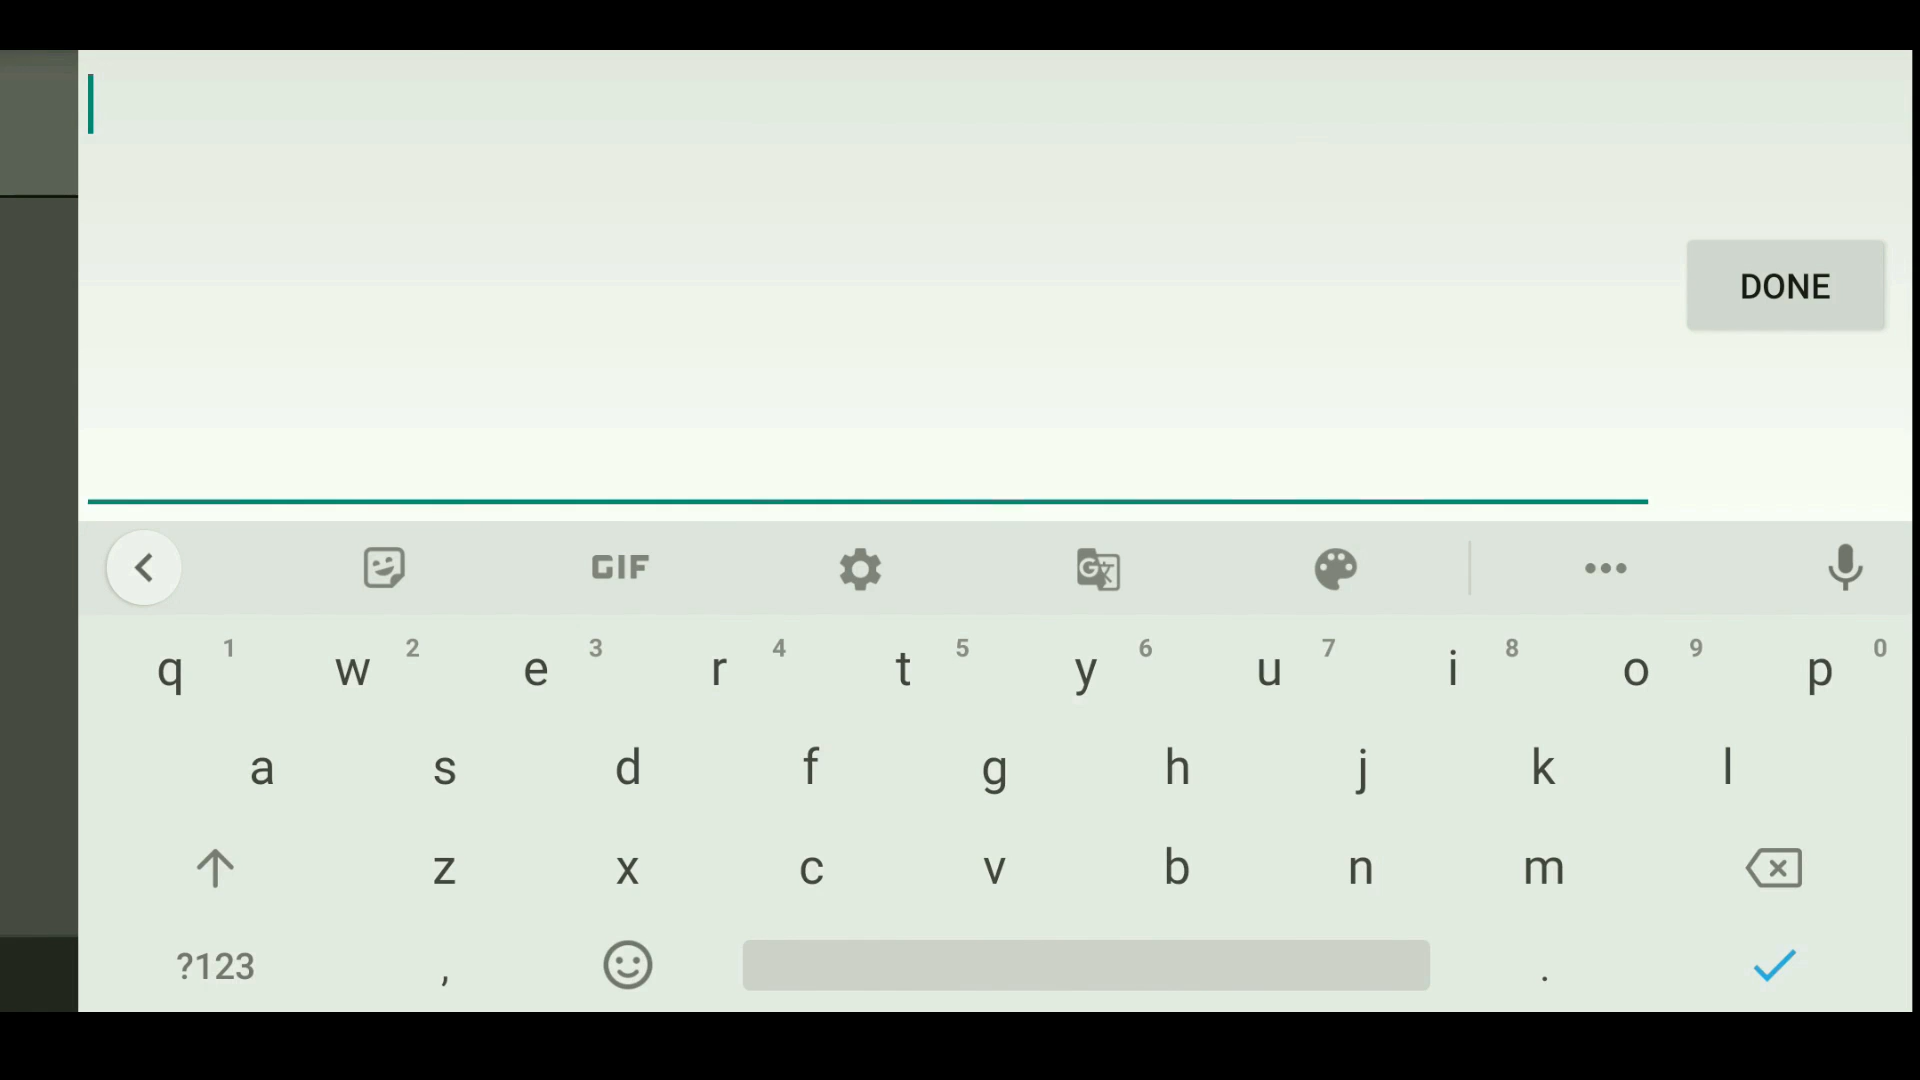 DONE
GIF
G
q 1 w 2 e 3 r 4 t 5 y 6 u 7 i 8 o 9 p 0
a s d f g h j k l
z x c v b n m
?123 , .